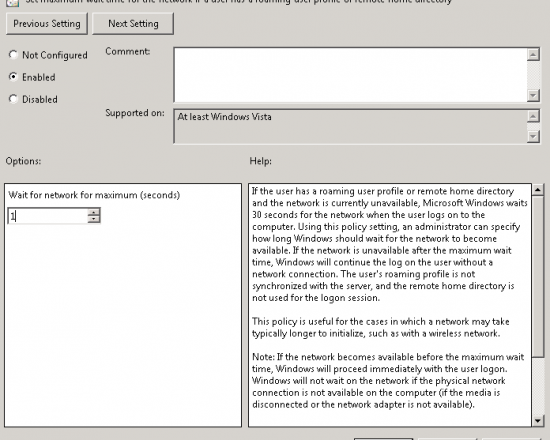 Set maximum wait time for the network if a user has a roaming user profile or remote home directory
Previous Setting
Next Setting
Not Configured
Comment:
Enabled
Disabled
Supported on:
At least Windows Vista
Options:
Help:
Wait for network for maximum (seconds)
1
If the user has a roaming user profile or remote home directory
and the network is currently unavailable, Microsoft Windows waits
30 seconds for the network when the user logs on to the
computer. Using this policy setting, an administrator can specify
how long Windows should wait for the network to become
available. If the network is unavailable after the maximum wait
time, Windows will continue the log on the user without a
network connection. The user's roaming profile is not
synchronized with the server, and the remote home directory is
not used for the logon session.
This policy is useful for the cases in which a network may take
typically longer to initialize, such as with a wireless network.
Note: If the network becomes available before the maximum wait
time, Windows will proceed immediately with the user logon.
Windows will not wait on the network if the physical network
connection is not available on the computer (if the media is
disconnected or the network adapter is not available).